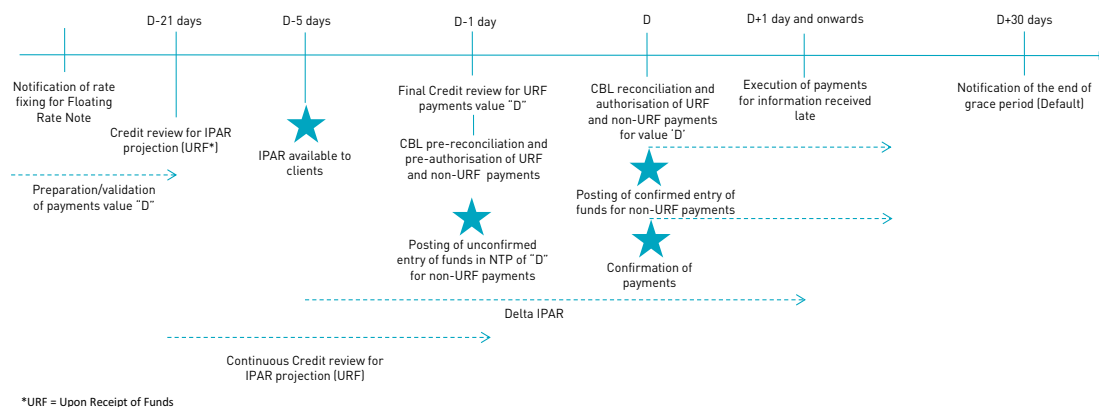 D-21 days
D-5 days
D-1 day
D
D+1 day and onwards
D+30 days
Notification of rate
fixing for Floating
Rate Note
Credit review for IPAR
projection (URF*)
Preparation/validation
of payments value “D”
IPAR available to
clients
Final Credit review for URF
payments value “D”
CBL pre-reconciliation and
pre-authorisation of URF
and non-URF payments
Posting of unconfirmed
entry of funds in NTP of “D”
for non-URF payments
CBL reconciliation and
authorisation of URF
and non-URF payments
for value ‘D’
Posting of confirmed entry of
funds for non-URF payments
Confirmation of
payments
Execution of payments
for information received
late
Notification of the end of
grace period (Default)
Delta IPAR
Continuous Credit review for
IPAR projection (URF)
*URF = Upon Receipt of Funds